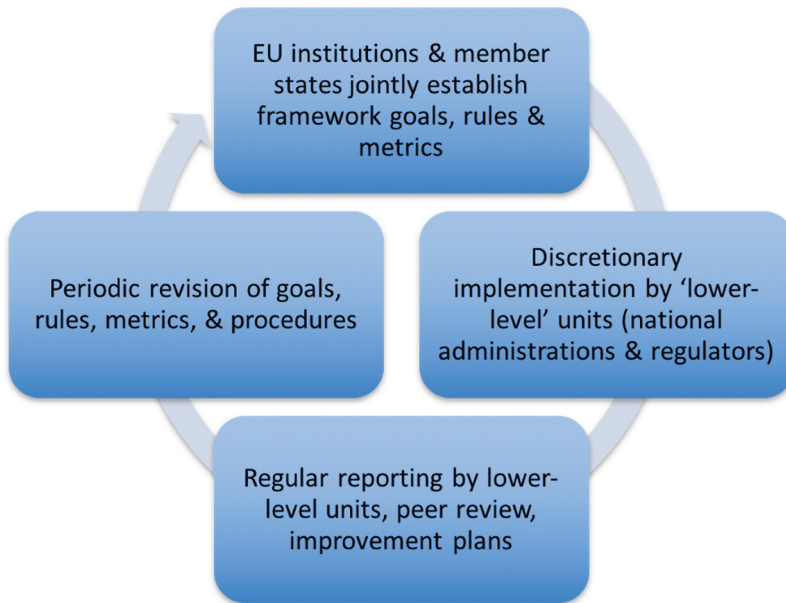 EU institutions & member
states jointly establish
framework goals, rules &
metrics
Discretionary
implementation by ‘lower-
level’ units (national
administrations & regulators)
Regular reporting by lower-
level units, peer review,
improvement plans
Periodic revision of goals,
rules, metrics, & procedures